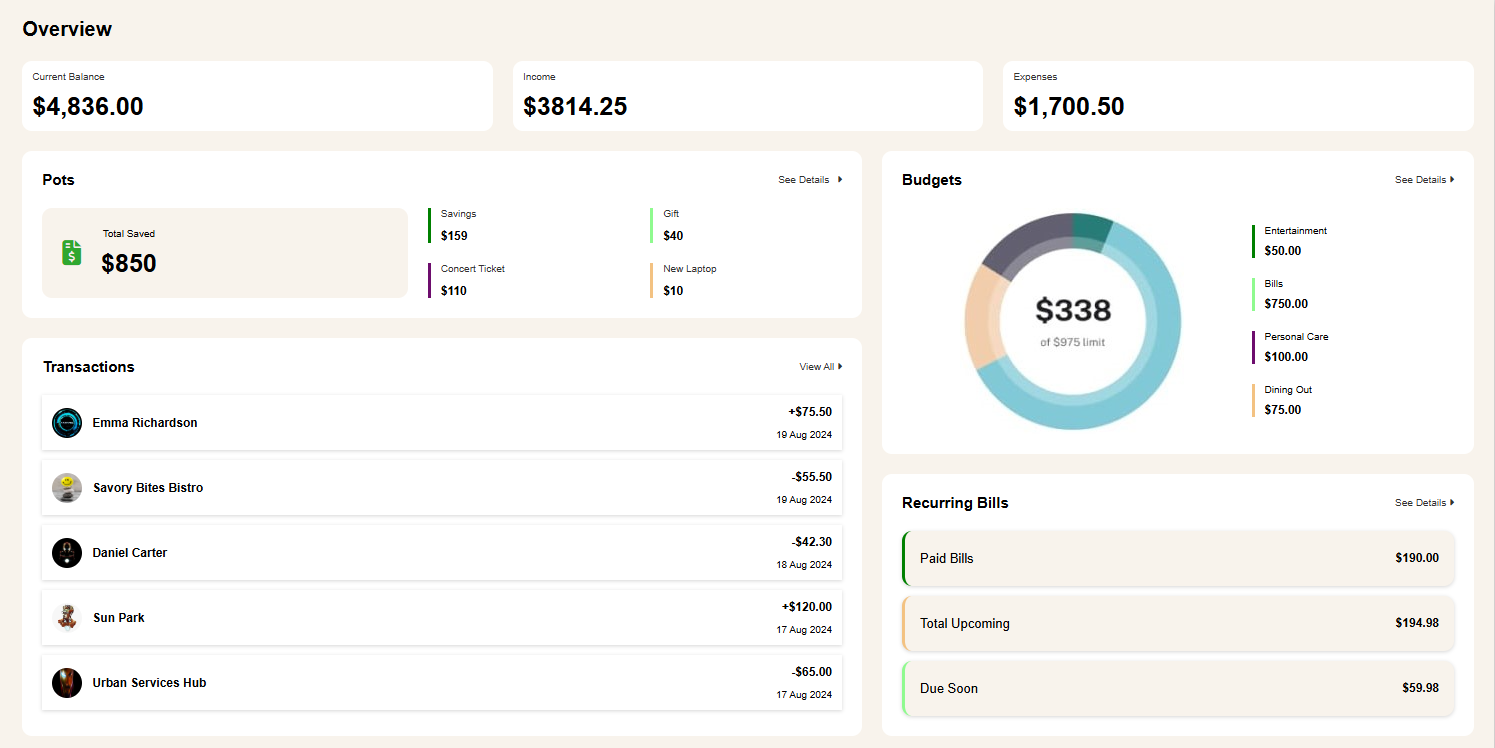 Overview
Current Balance
$4,836.00
Income
$3814.25
Expenses
$1,700.50
Pots
See Details
Total Saved
$850
Savings
$159
Gift
$40
Concert Ticket
$110
New Laptop
$10
Transactions
View All
Emma Richardson
+$75.50
19 Aug 2024
Savory Bites Bistro
-$55.50
19 Aug 2024
Daniel Carter
-$42.30
18 Aug 2024
Sun Park
+$120.00
17 Aug 2024
Urban Services Hub
-$65.00
17 Aug 2024
Budgets
See Details
$338
of $975 limit
Entertainment
$50.00
Bills
$750.00
Personal Care
$100.00
Dining Out
$75.00
Recurring Bills
See Details
Paid Bills
$190.00
Total Upcoming
$194.98
Due Soon
$59.98